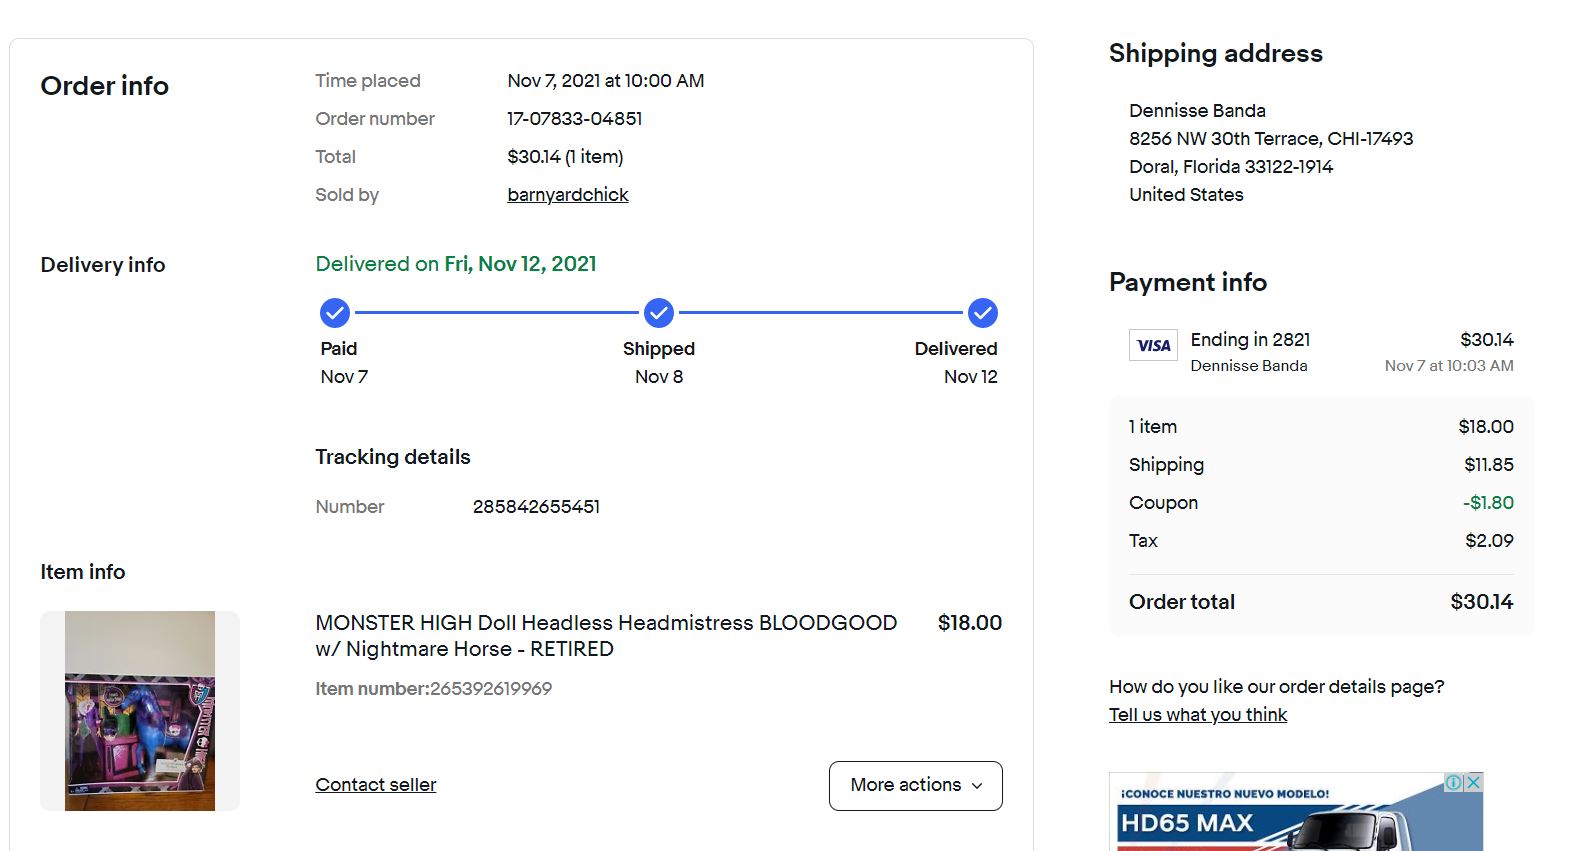 Order info
Time placed Nov 7, 2021 at 10:00 AM
Order number 17-07833-04851
Total $30.14 (1 item)
Sold by barnyardchick
Delivery info
Delivered on Fri, Nov 12, 2021
Paid Shipped Delivered
Nov 7 Nov 8 Nov 12
Tracking details
Number 285842655451
Item info
MONSTER HIGH Doll Headless Headmistress BLOODGOOD $18.00
w/ Nightmare Horse - RETIRED
Item number:265392619969
Contact seller More actions
Shipping address
Dennisse Banda
8256 NW 30th Terrace, CHI-17493
Doral, Florida 33122-1914
United States
Payment info
VISA Ending in 2821 $30.14
Dennisse Banda Nov 7 at 10:03 AM
1 item $18.00
Shipping $11.85
Coupon -$1.80
Tax $2.09
Order total $30.14
How do you like our order details page?
Tell us what you think
¡CONOCE NUESTRO NUEVO MODELO!
HD65 MAX